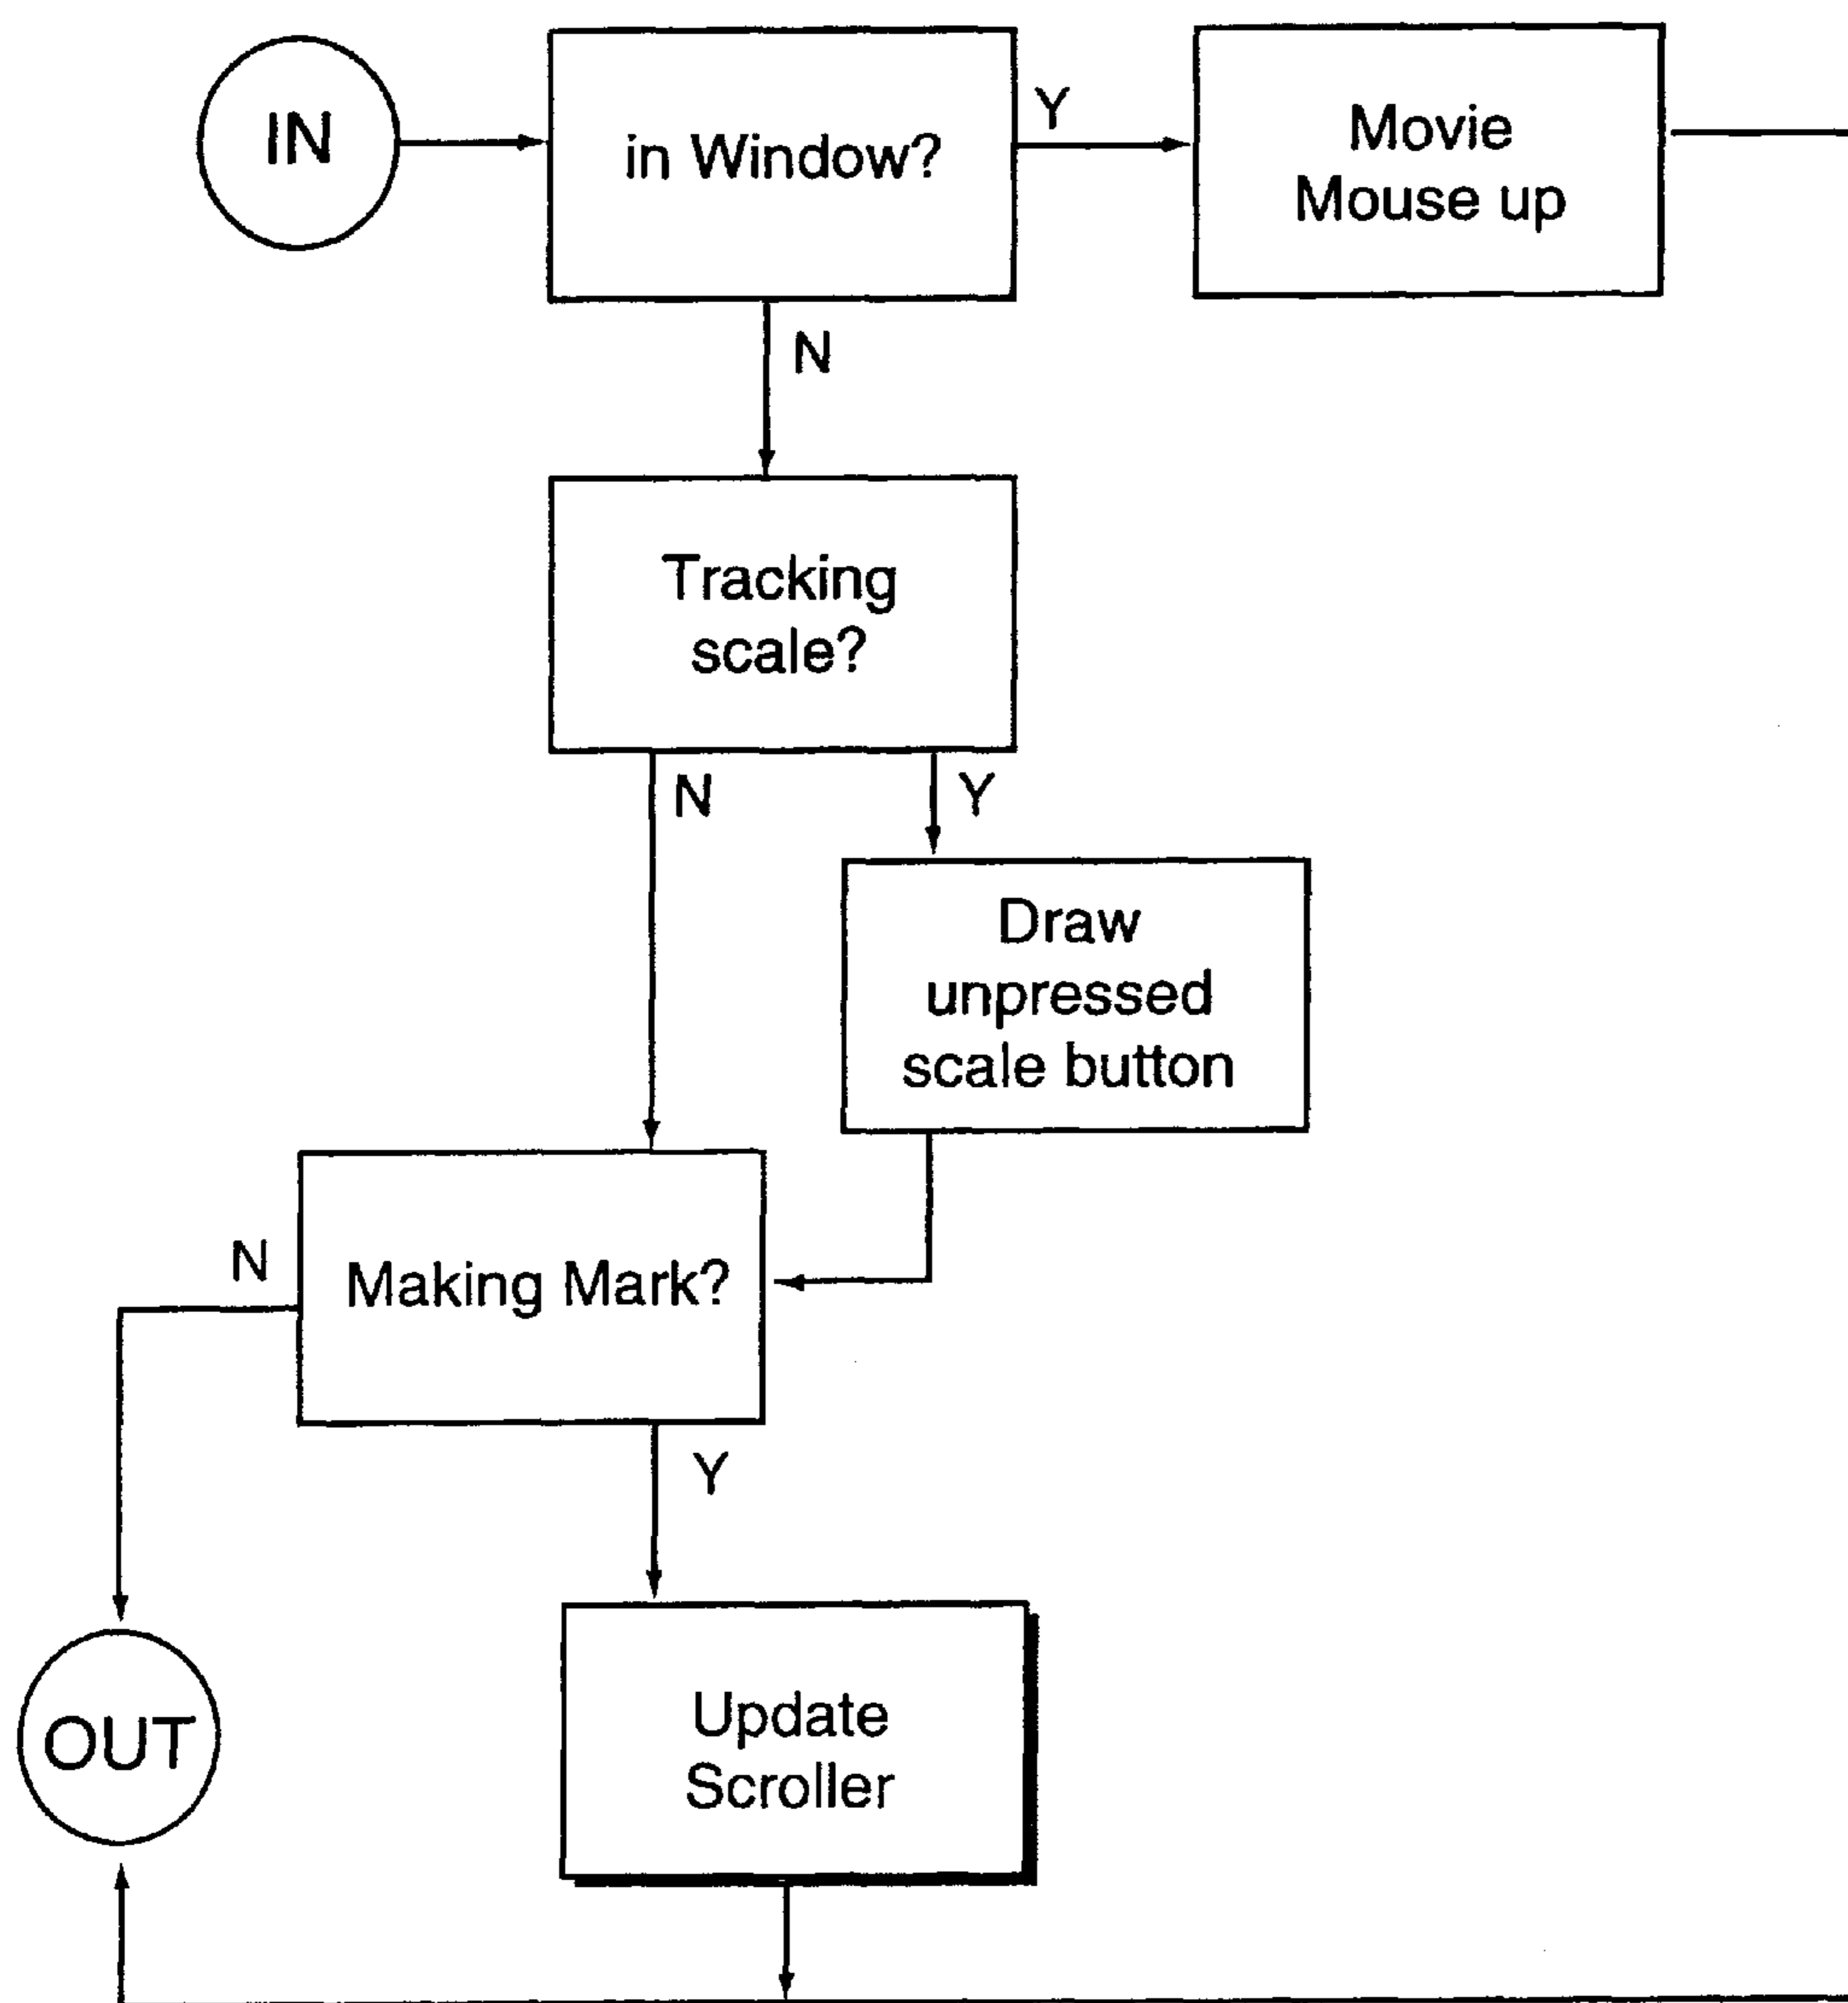 IN
in Window?
Y
Movie
Mouse up
N
Tracking
scale?
N
Y
Draw
unpressed
scale button
N
Making Mark?
Y
OUT
Update
Scroller